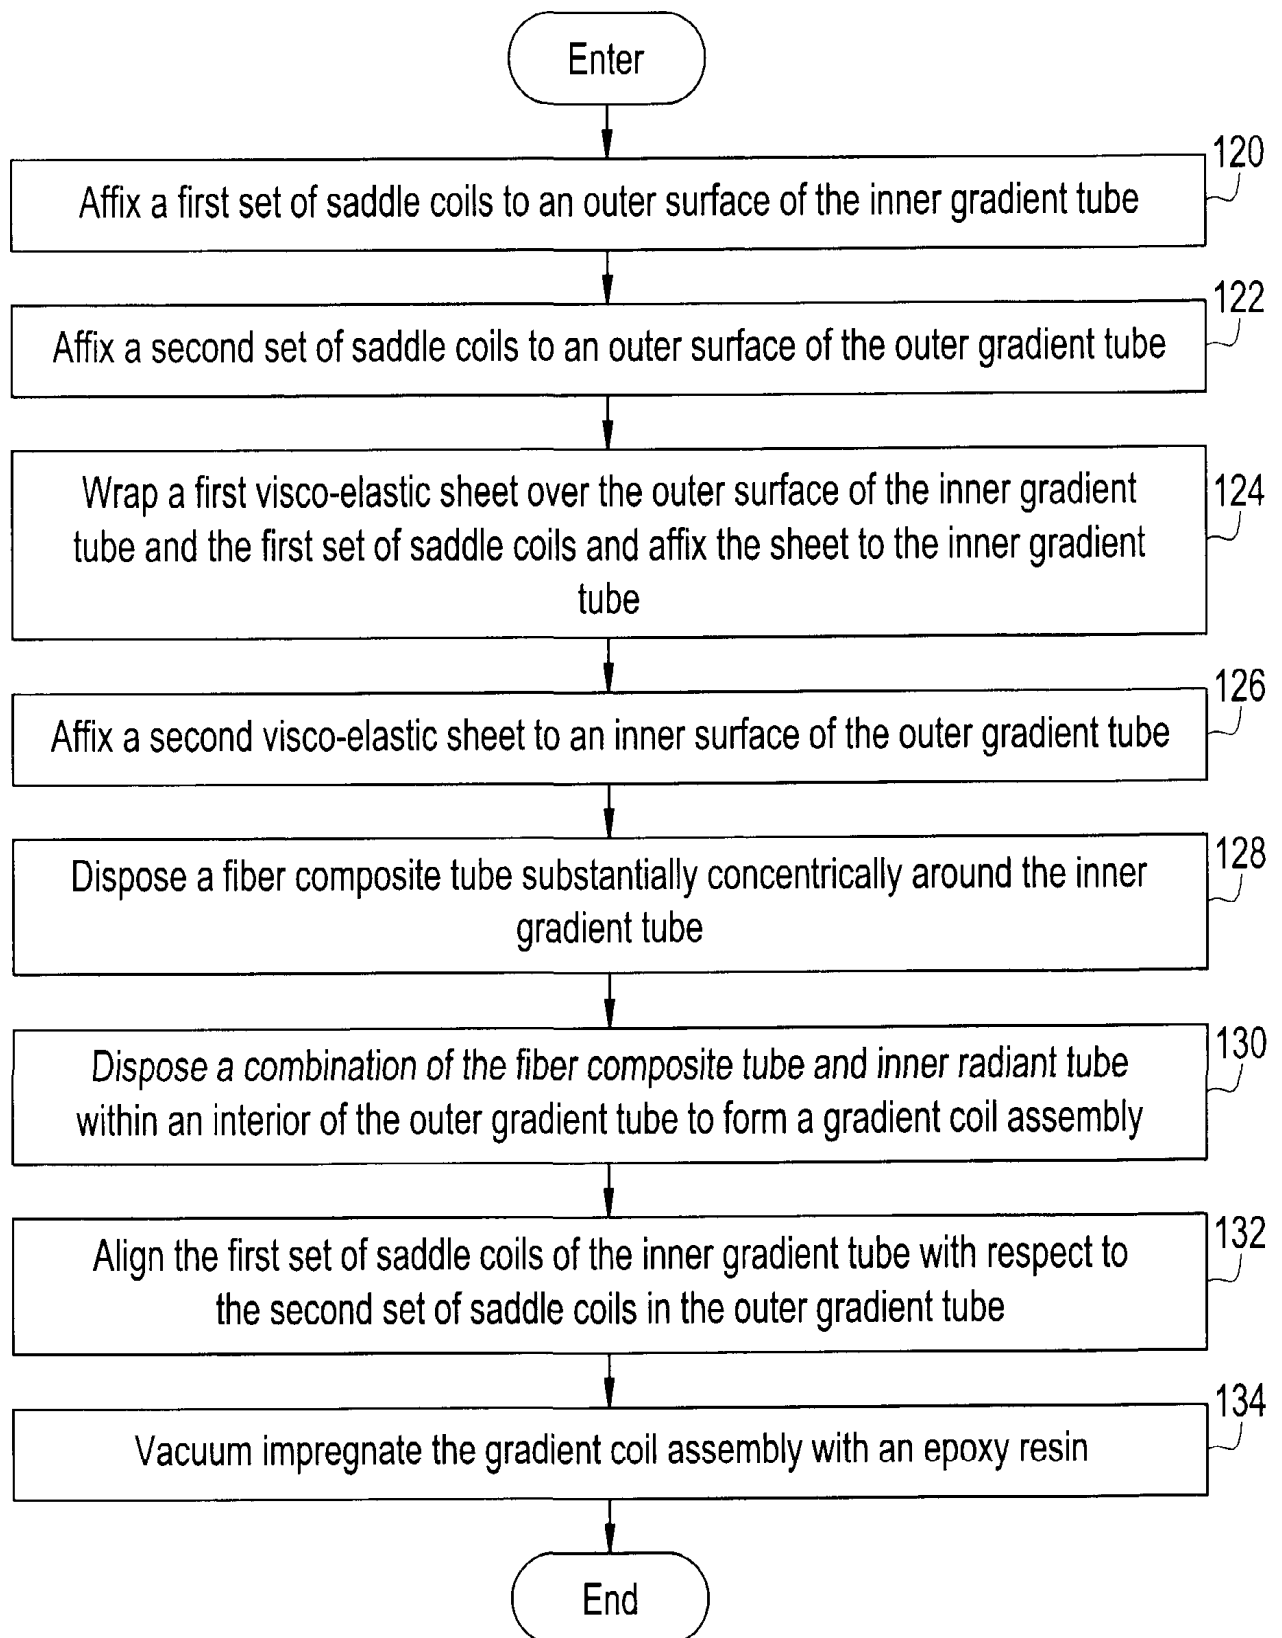 Enter
120
Affix a first set of saddle coils to an outer surface of the inner gradient tube
122
Affix a second set of saddle coils to an outer surface of the outer gradient tube
124
Wrap a first visco-elastic sheet over the outer surface of the inner gradient
tube and the first set of saddle coils and affix the sheet to the inner gradient
tube
126
Affix a second visco-elastic sheet to an inner surface of the outer gradient tube
128
Dispose a fiber composite tube substantially concentrically around the inner
gradient tube
130
Dispose a combination of the fiber composite tube and inner radiant tube
within an interior of the outer gradient tube to form a gradient coil assembly
132
Align the first set of saddle coils of the inner gradient tube with respect to
the second set of saddle coils in the outer gradient tube
134
Vacuum impregnate the gradient coil assembly with an epoxy resin
End